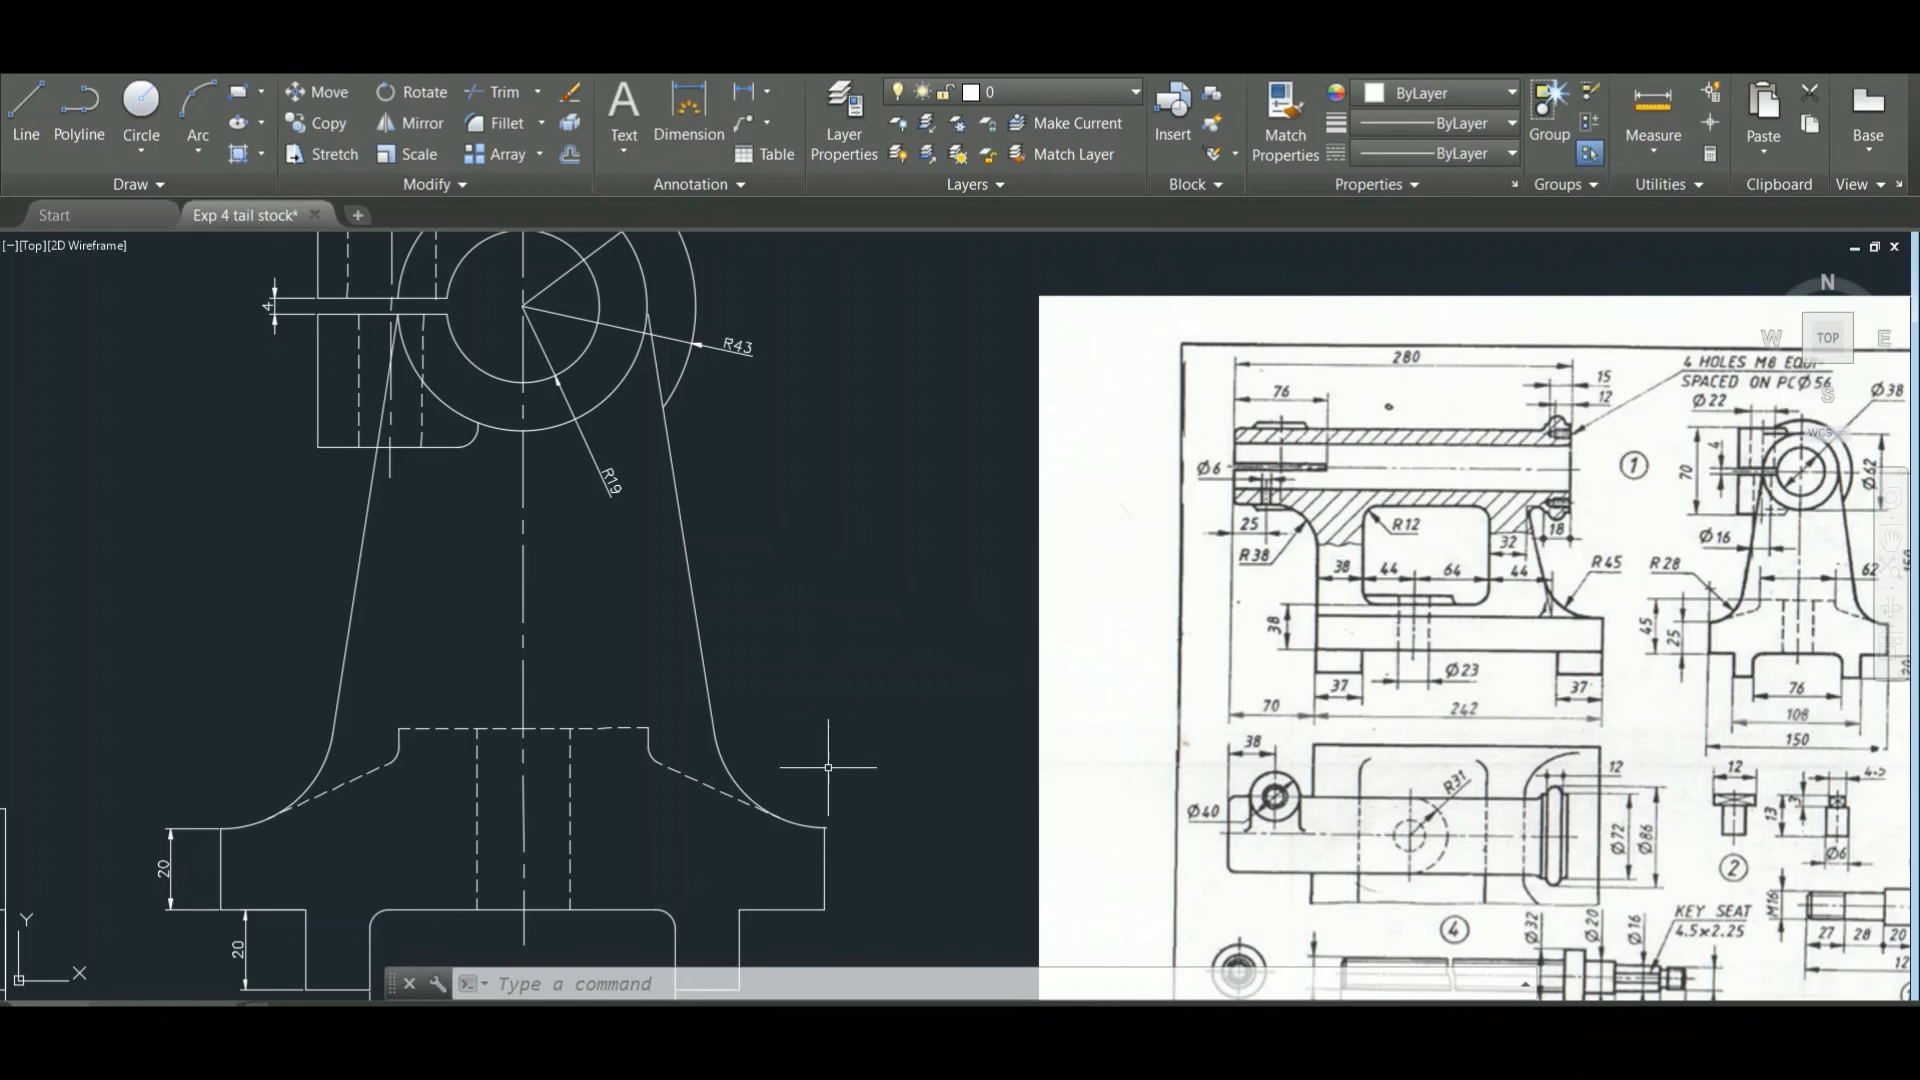 Line Polyline Circle Arc
Move Rotate Trim
Copy Mirror Fillet
Stretch Scale Array
Text Dimension Table
Layer Properties
0
Make Current
Match Layer
Insert
Match Properties
ByLayer
ByLayer
ByLayer
Group
Measure
Paste
Base
Draw Modify Annotation Layers Block Properties Groups Utilities Clipboard View
Start Exp 4 tail stock* +
[−][Top][2D Wireframe]
N
W TOP E
S
WCS
4
R43
R19
20
20
Y
X
Type a command
280
76
15
12
4 HOLES M8 EQUI
SPACED ON PCØ56
Ø22
Ø38
4
70
Ø62
Ø6
1
25
R38
R12
32
18
Ø16
38 44 64 44
R45
R28
62
38
45
25
Ø23
37
37
76
70
242
108
150
38
12
R31
Ø40
Ø72
Ø86
12
4.5
3
13
Ø6
2
4
Ø32
Ø20
Ø16
KEY SEAT
4.5×2.25
M16
27 28 20